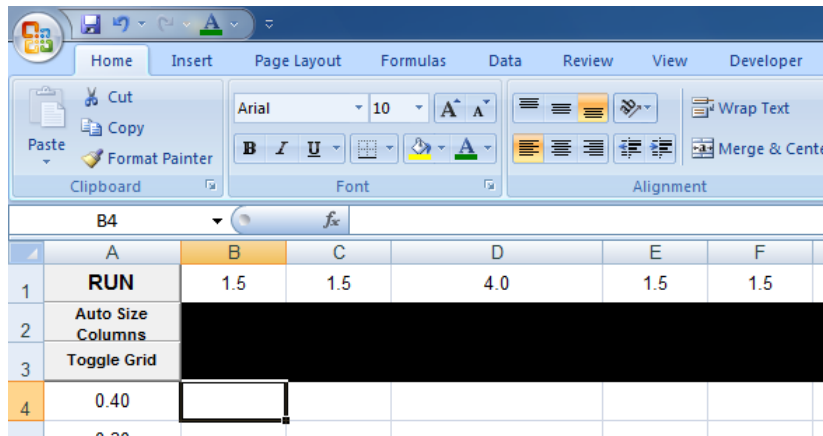 Home Insert Page Layout Formulas Data Review View Developer
Cut
Copy
Paste
Format Painter
Arial 10 A A Wrap Text
B I U A Merge & Cente
Clipboard Font Alignment
B4 fx
A B C D E F
1 RUN 1.5 1.5 4.0 1.5 1.5
2 Auto Size
Columns
3 Toggle Grid
4 0.40